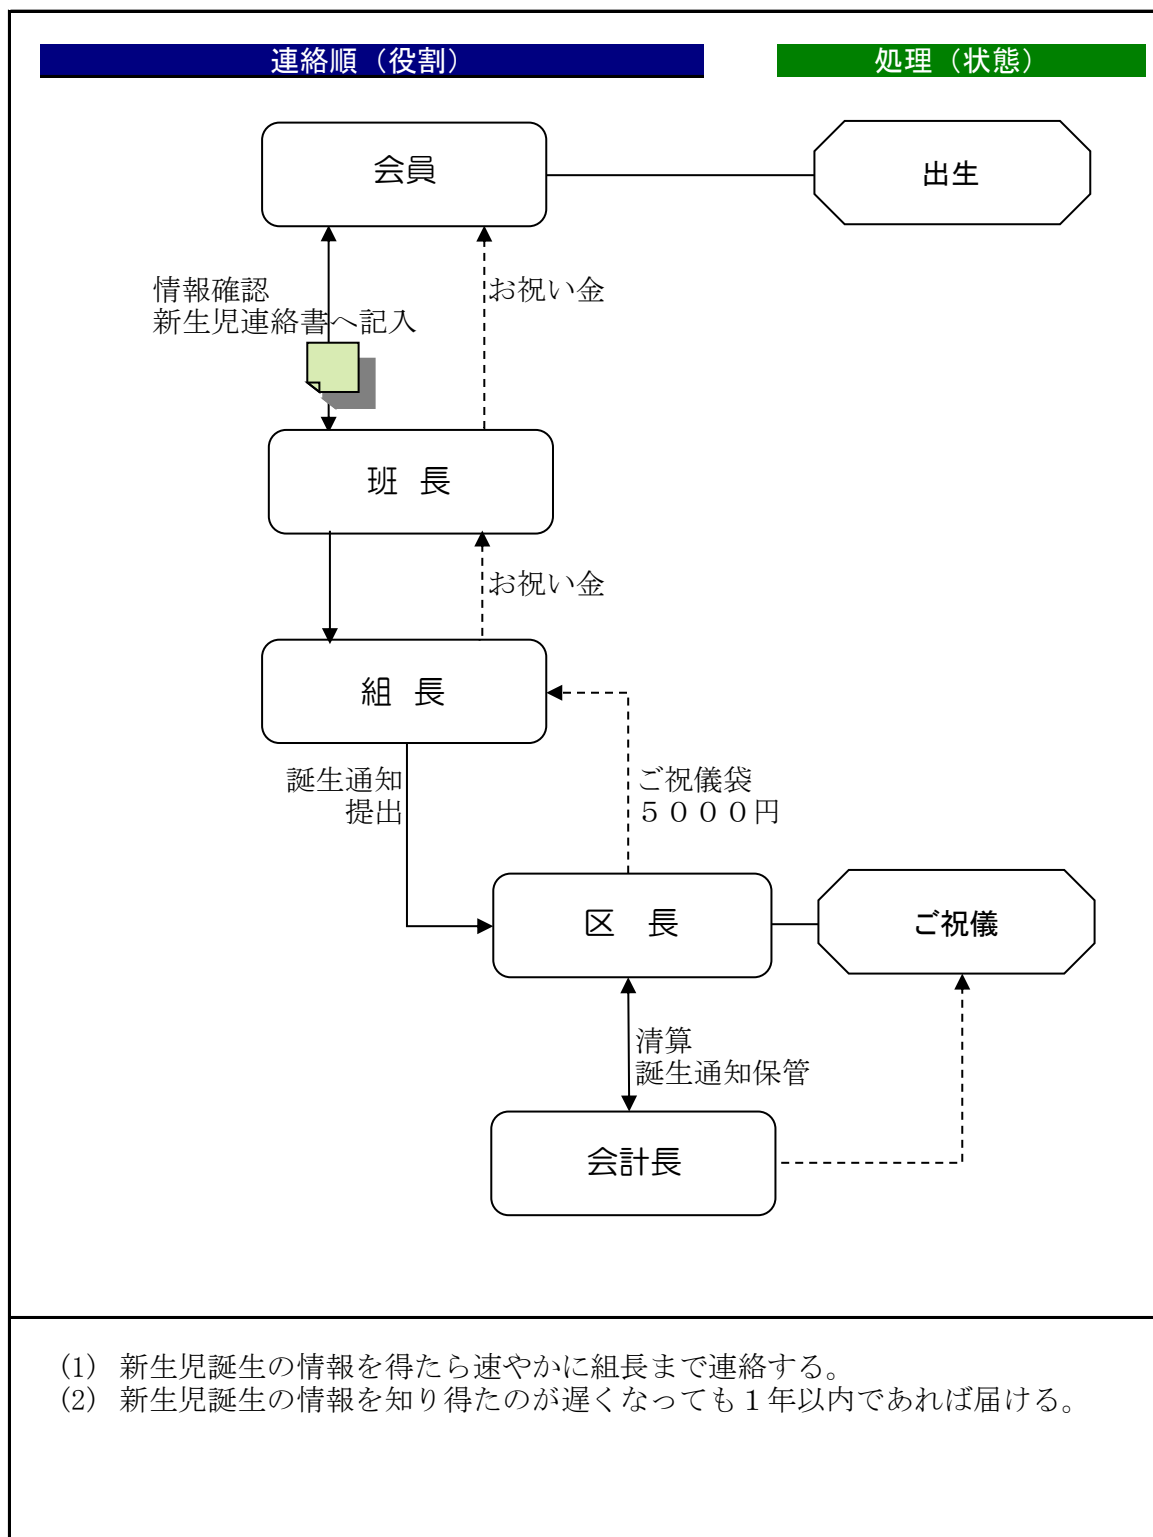 連絡順（役割）
処理（状態）
会員
出生
情報確認
新生児連絡書へ記入
お祝い金
班　長
お祝い金
組　長
誕生通知
提出
ご祝儀袋
５０００円
区　長
ご祝儀
清算
誕生通知保管
会計長
(1) 新生児誕生の情報を得たら速やかに組長まで連絡する。
(2) 新生児誕生の情報を知り得たのが遅くなっても１年以内であれば届ける。